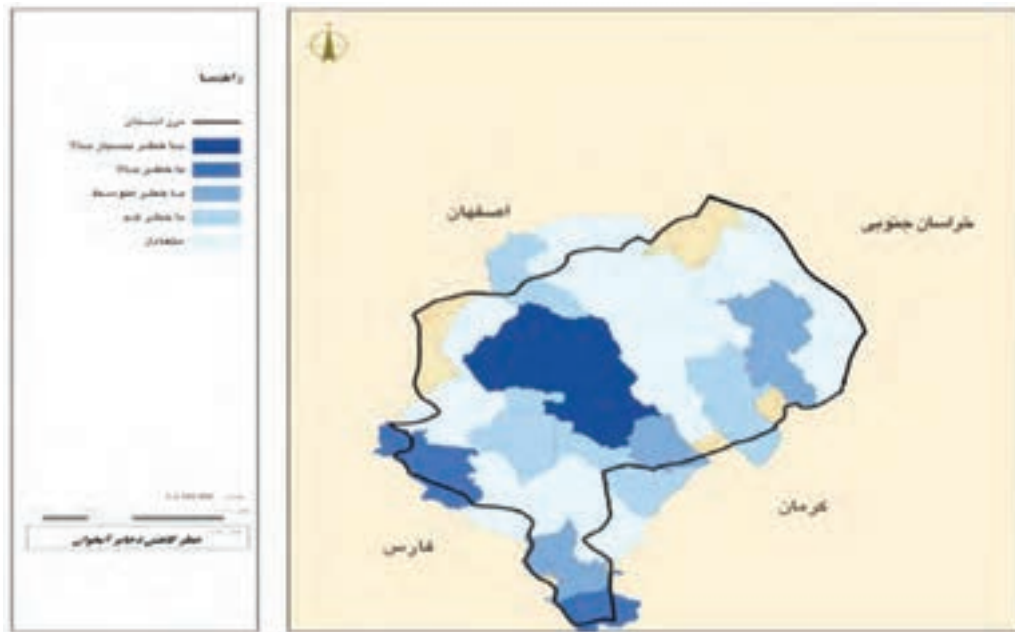 راهنما
مرز استان
با خطر بسیار بالا
با خطر بالا
با خطر متوسط
با خطر کم
متعادل
اصفهان
خراسان جنوبی
کرمان
فارس